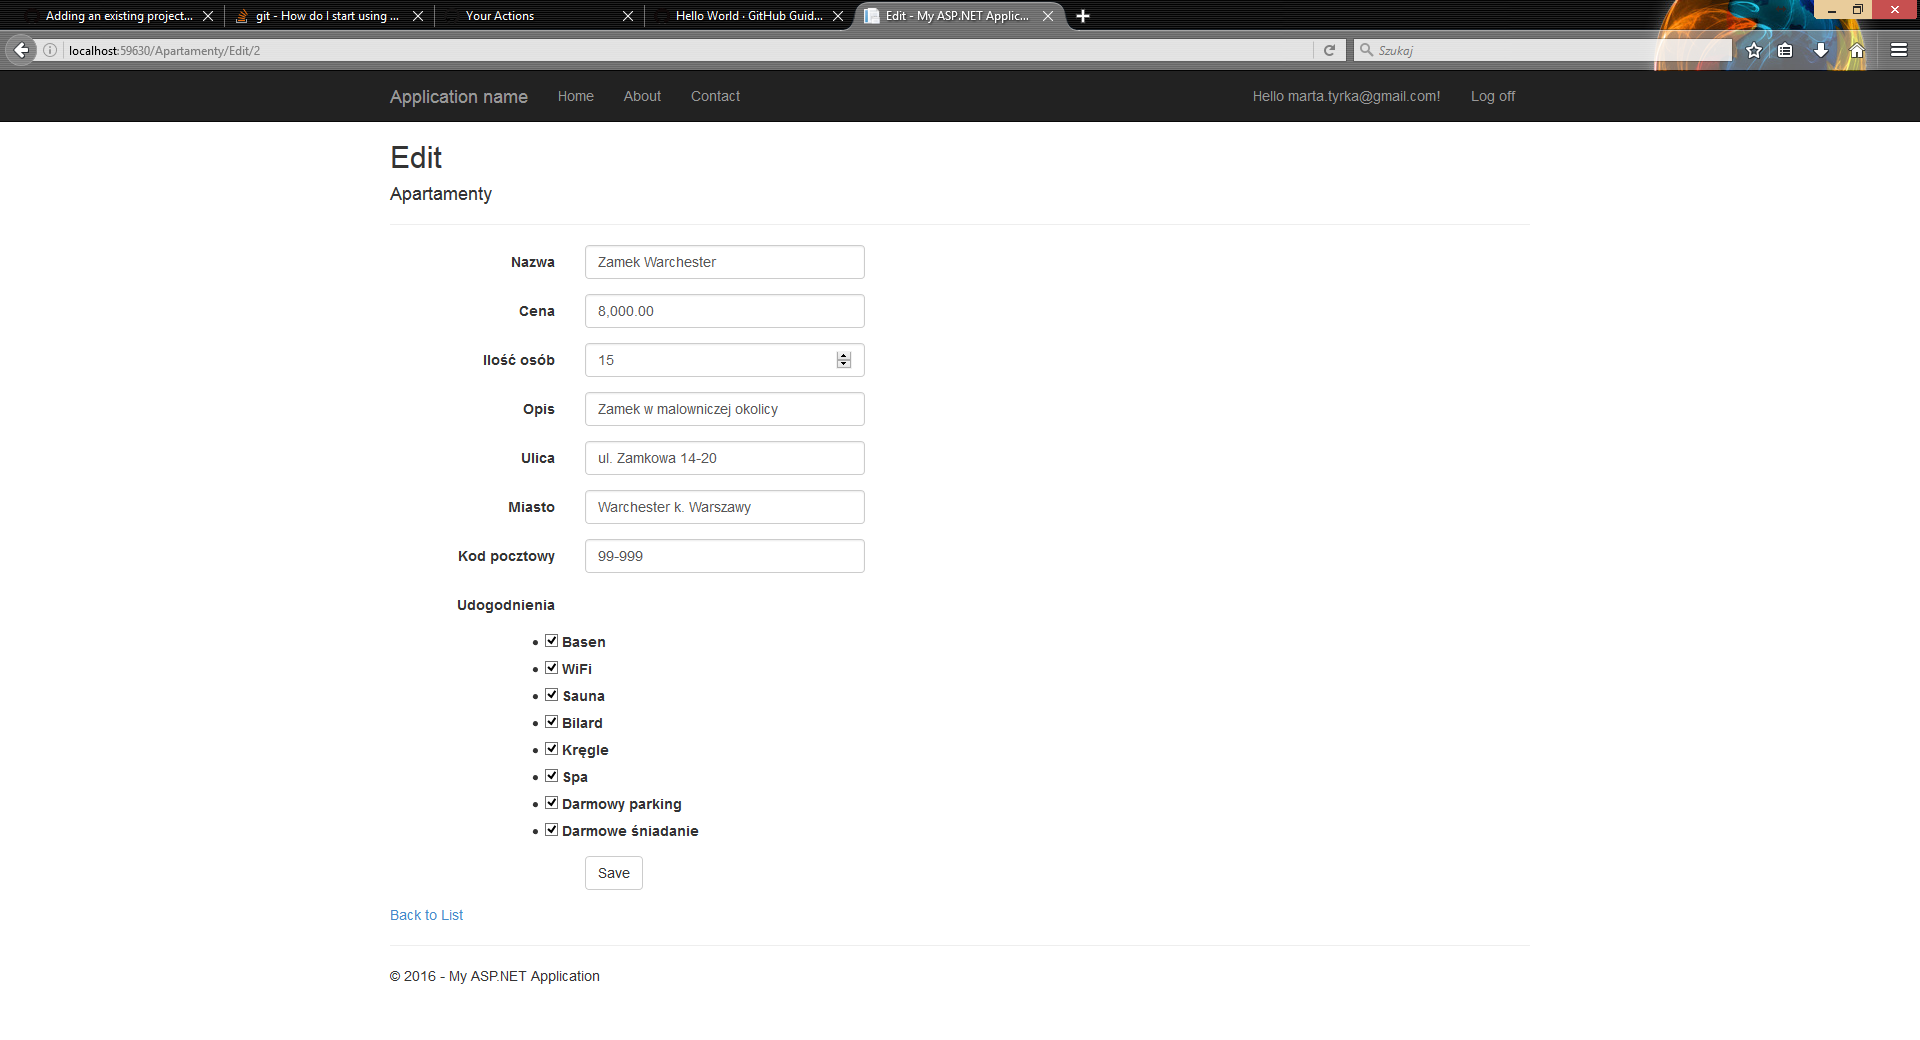 Adding an existing project...
git - How do I start using ...
Your Actions
Hello World · GitHub Guid...
Edit - My ASP.NET Applic...
localhost:59630/Apartamenty/Edit/2
Szukaj
Application name Home About Contact Hello marta.tyrka@gmail.com! Log off
Edit
Apartamenty
Nazwa Zamek Warchester
Cena 8,000.00
Ilość osób 15
Opis Zamek w malowniczej okolicy
Ulica ul. Zamkowa 14-20
Miasto Warchester k. Warszawy
Kod pocztowy 99-999
Udogodnienia
• Basen
• WiFi
• Sauna
• Bilard
• Kręgle
• Spa
• Darmowy parking
• Darmowe śniadanie
Save
Back to List
© 2016 - My ASP.NET Application